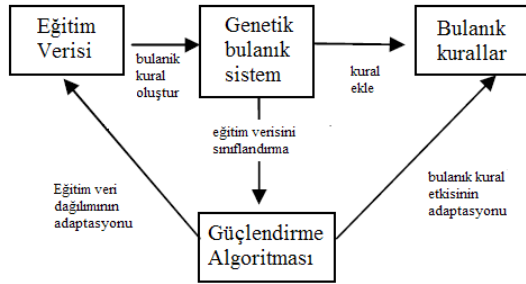 Eğitim
Verisi
bulanik
kural
oluştur
Genetik
bulanık
sistem
kural
ekle
Bulanık
kurallar
eğitim verisini
sınıflandırma
Eğitim veri
dağılımının
adaptasyonu
bulanık kural
etkisinin
adaptasyonu
Güçlendirme
Algoritması